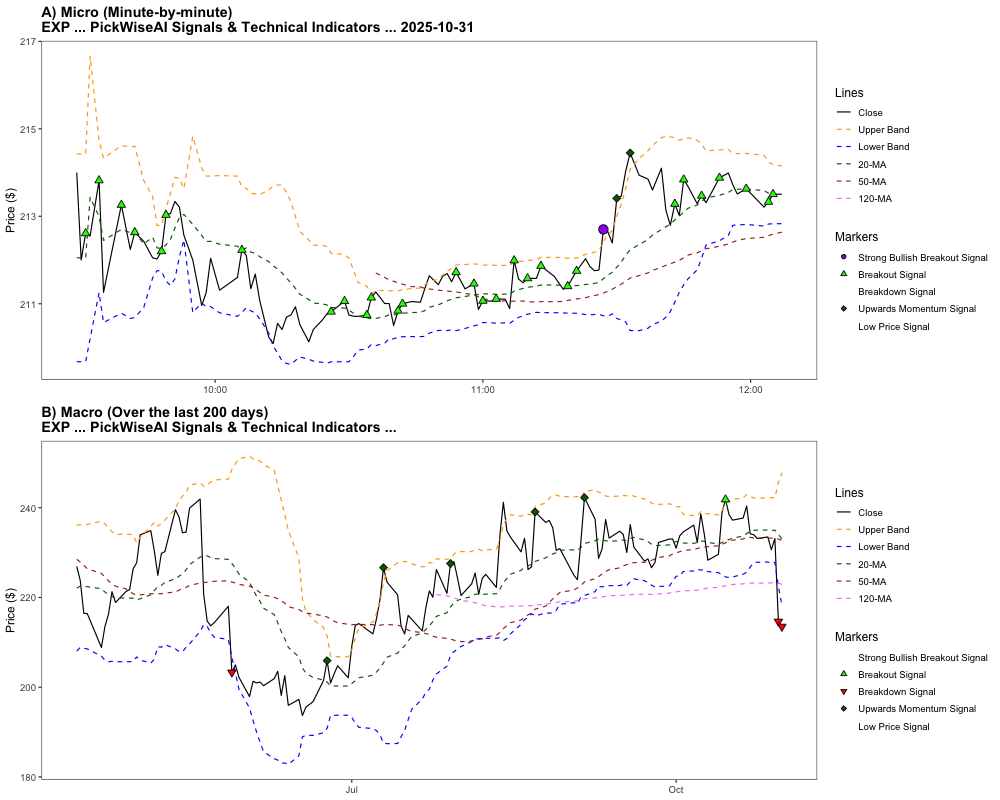 A) Micro (Minute-by-minute)
EXP ... PickWiseAI Signals & Technical Indicators ... 2025-10-31
217
215
213
211
Price ($)
10:00
11:00
12:00
Lines
Close
Upper Band
Lower Band
20-MA
50-MA
120-MA
Markers
Strong Bullish Breakout Signal
Breakout Signal
Breakdown Signal
Upwards Momentum Signal
Low Price Signal
B) Macro (Over the last 200 days)
EXP ... PickWiseAI Signals & Technical Indicators ...
240
220
200
180
Price ($)
Jul
Oct
Lines
Close
Upper Band
Lower Band
20-MA
50-MA
120-MA
Markers
Strong Bullish Breakout Signal
Breakout Signal
Breakdown Signal
Upwards Momentum Signal
Low Price Signal